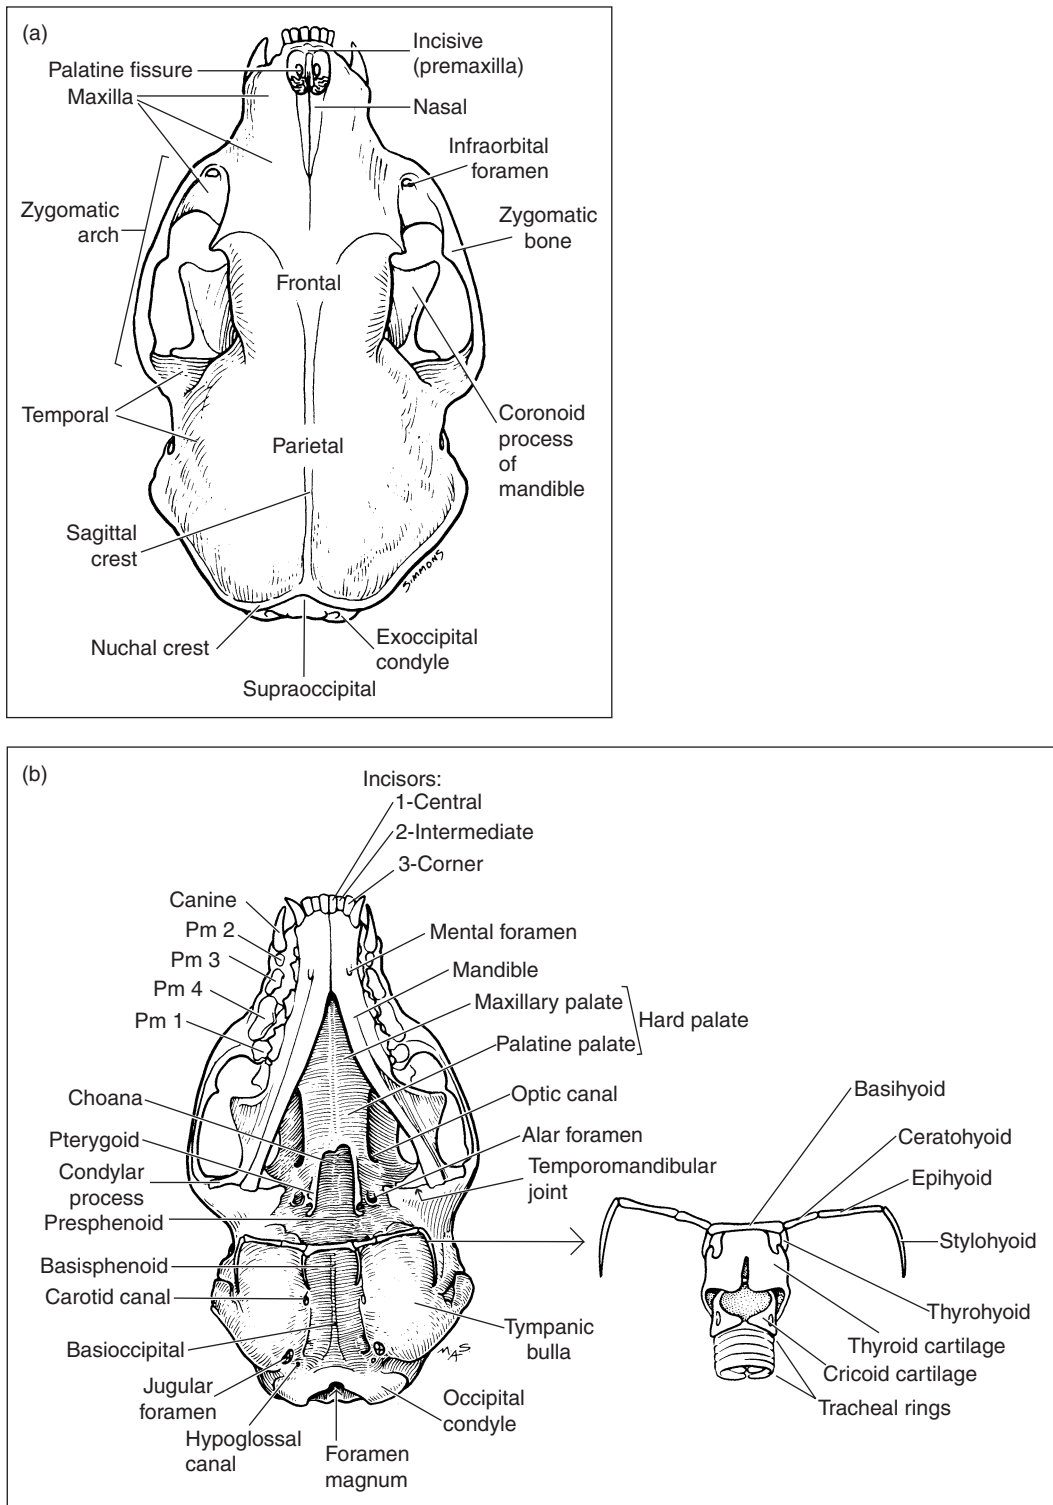 (a)
Incisive
(premaxilla)
Palatine fissure
Maxilla
Nasal
Infraorbital
foramen
Zygomatic
arch
Zygomatic
bone
Frontal
Temporal
Coronoid
process
of
mandible
Parietal
Sagittal
crest
SIMMONS
Nuchal crest
Exoccipital
condyle
Supraoccipital
(b)
Incisors:
1-Central
2-Intermediate
3-Corner
Canine
Pm 2
Pm 3
Pm 4
Pm 1
Mental foramen
Mandible
Maxillary palate
Hard palate
Palatine palate
Choana
Optic canal
Pterygoid
Alar foramen
Condylar
process
Temporomandibular
joint
Presphenoid
Basisphenoid
Carotid canal
Basioccipital
Tympanic
bulla
MAS
Jugular
foramen
Occipital
condyle
Hypoglossal
canal
Foramen
magnum
Basihyoid
Ceratohyoid
Epihyoid
Stylohyoid
Thyrohyoid
Thyroid cartilage
Cricoid cartilage
Tracheal rings